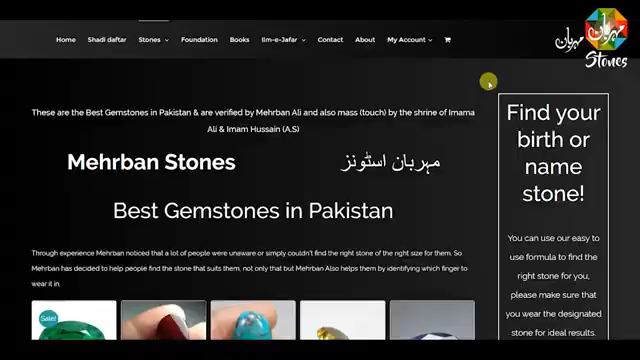 Home Shadi daftar Stones Foundation Books Ilm-e-Jafar Contact About My Account
مہربان
مہربان
Stones
These are the Best Gemstones in Pakistan & are verified by Mehrban Ali and also mass (touch) by the shrine of Imama
Ali & Imam Hussain (A.S)
Mehrban Stones
مہربان اسٹونز
Best Gemstones in Pakistan
Through experience Mehrban noticed that a lot of people were unaware or simply couldn't find the right stone of the right size for them. So
Mehrban has decided to help people find the stone that suits them, not only that but Mehrban Also helps them by identifying which finger to
wear it in.
Sale!
Find your
birth or
name
stone!
You can use our easy to
use formula to find the
right stone for you,
please make sure that
you wear the designated
stone for ideal results.